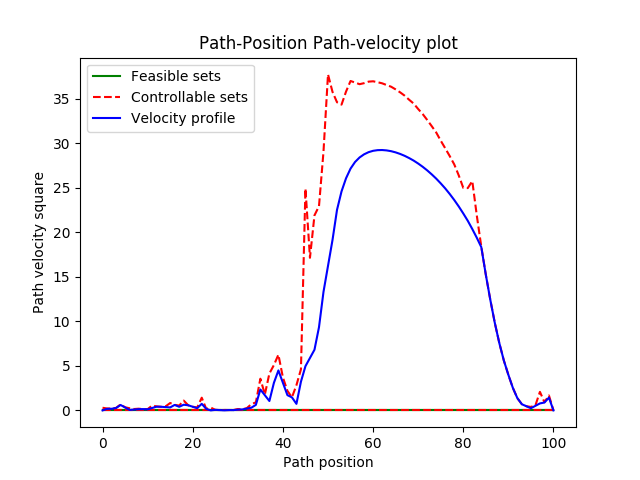 Path-Position Path-velocity plot
Feasible sets
Controllable sets
Velocity profile
35
30
25
20
15
10
5
0
Path velocity square
0 20 40 60 80 100
Path position